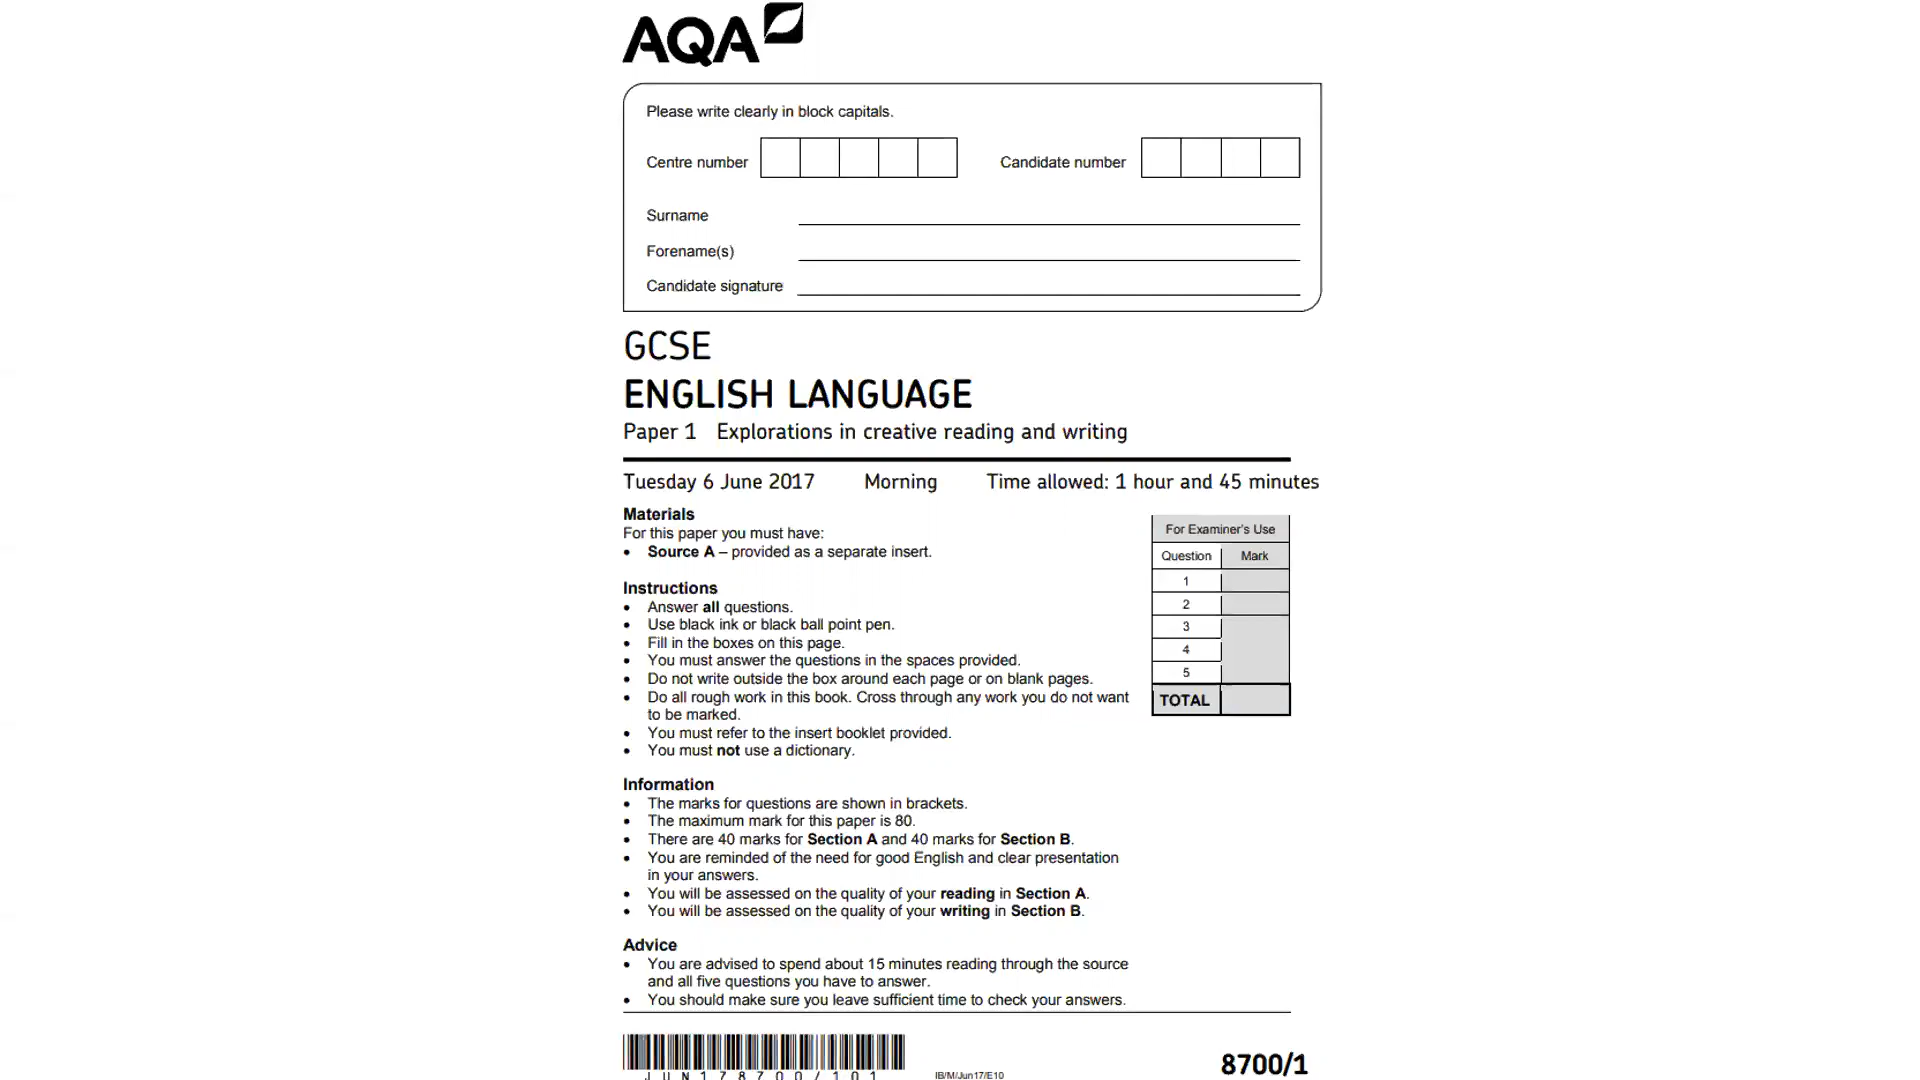 AQA
Please write clearly in block capitals.
Centre number
Candidate number
Surname
Forename(s)
Candidate signature
GCSE
ENGLISH LANGUAGE
Paper 1 Explorations in creative reading and writing
Tuesday 6 June 2017 Morning Time allowed: 1 hour and 45 minutes
Materials
For this paper you must have:
• Source A – provided as a separate insert.
Instructions
• Answer all questions.
• Use black ink or black ball point pen.
• Fill in the boxes on this page.
• You must answer the questions in the spaces provided.
• Do not write outside the box around each page or on blank pages.
• Do all rough work in this book. Cross through any work you do not want
to be marked.
• You must refer to the insert booklet provided.
• You must not use a dictionary.
Information
• The marks for questions are shown in brackets.
• The maximum mark for this paper is 80.
• There are 40 marks for Section A and 40 marks for Section B.
• You are reminded of the need for good English and clear presentation
in your answers.
• You will be assessed on the quality of your reading in Section A.
• You will be assessed on the quality of your writing in Section B.
Advice
• You are advised to spend about 15 minutes reading through the source
and all five questions you have to answer.
• You should make sure you leave sufficient time to check your answers.
For Examiner's Use
Question Mark
1
2
3
4
5
TOTAL
JUN178700/101
IB/M/Jun17/E10
8700/1